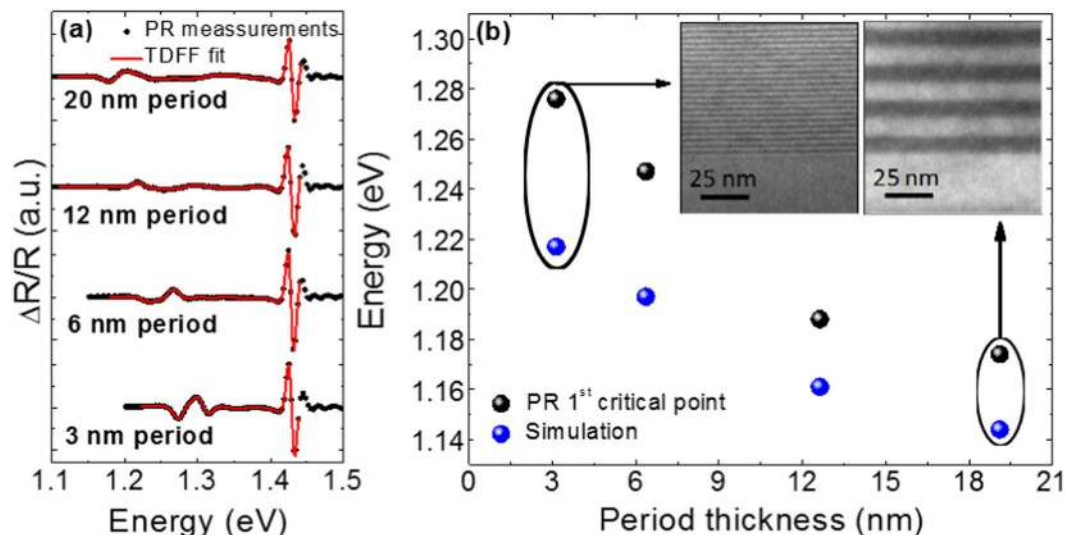 (a)
PR meassurements
TDFF fit
20 nm period
12 nm period
6 nm period
3 nm period
ΔR/R (a.u.)
1.1 1.2 1.3 1.4 1.5
Energy (eV)
(b)
1.30
1.28
1.26
1.24
1.22
1.20
1.18
1.16
1.14
Energy (eV)
25 nm
25 nm
PR 1st critical point
Simulation
0 3 6 9 12 15 18 21
Period thickness (nm)